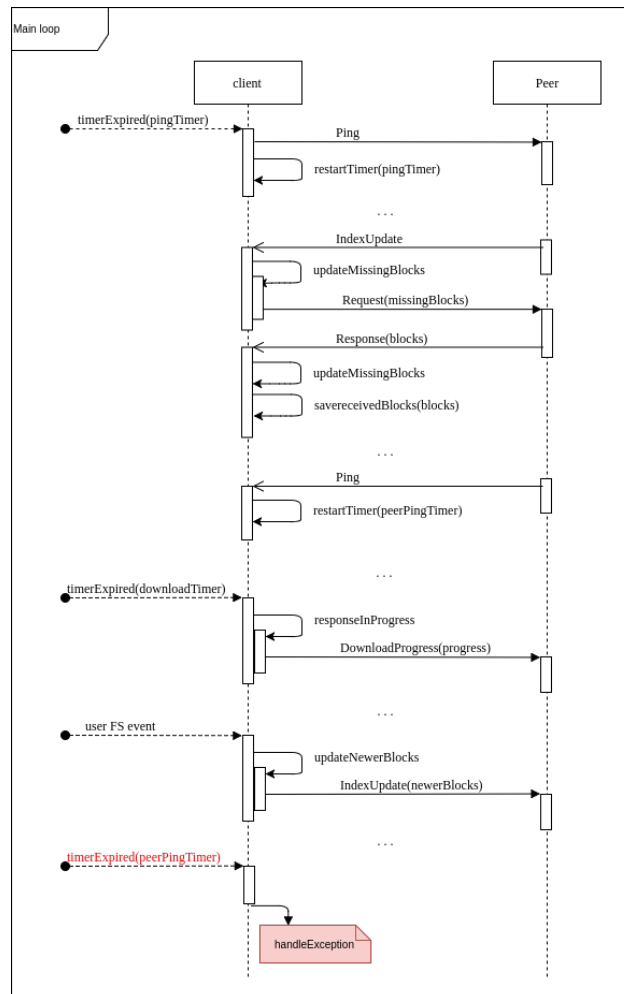 Main loop
client
Peer
timerExpired(pingTimer)
Ping
restartTimer(pingTimer)
. . .
IndexUpdate
updateMissingBlocks
Request(missingBlocks)
Response(blocks)
updateMissingBlocks
savereceivedBlocks(blocks)
. . .
Ping
restartTimer(peerPingTimer)
. . .
timerExpired(downloadTimer)
responseInProgress
DownloadProgress(progress)
. . .
user FS event
updateNewerBlocks
IndexUpdate(newerBlocks)
. . .
timerExpired(peerPingTimer)
handleException